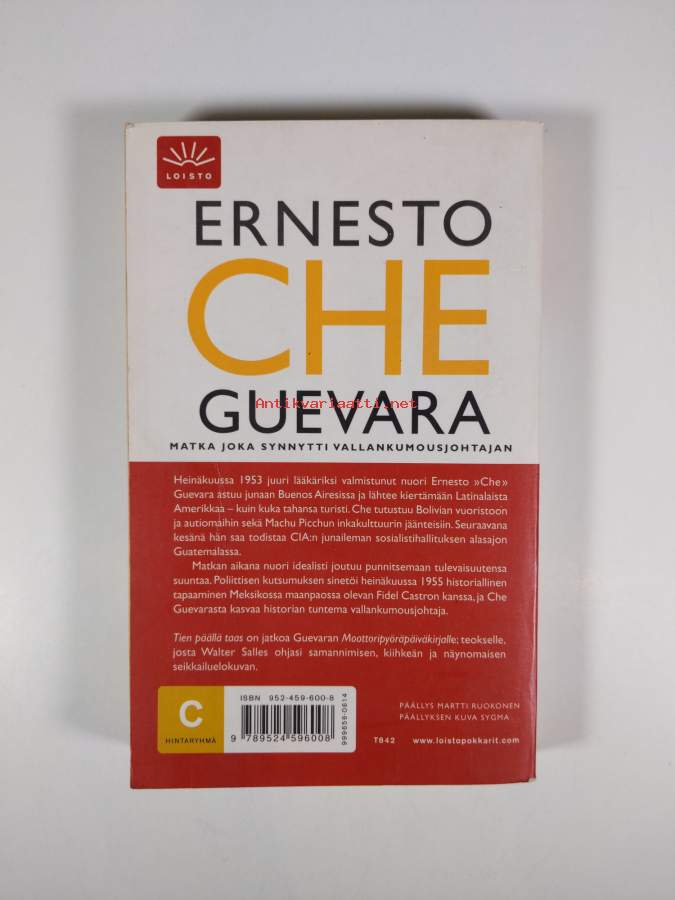 LOISTO
ERNESTO
CHE
GUEVARA
Antikvariaatti.net
MATKA JOKA SYNNYTTI VALLANKUMOUSJOHTAJAN
Heinäkuussa 1953 juuri lääkäriksi valmistunut nuori Ernesto »Che»
Guevara astuu junaan Buenos Airesissa ja lähtee kiertämään Latinalaista
Amerikkaa – kuin kuka tahansa turisti. Che tutustuu Bolivian vuoristoon
ja autiomaihin sekä Machu Picchun inkakulttuurin jäänteisiin. Seuraavana
kesänä hän saa todistaa CIA:n junaileman sosialistihallituksen alasajon
Guatemalassa.
Matkan aikana nuori idealisti joutuu punnitsemaan tulevaisuutensa
suuntaa. Poliittisen kutsumuksen sinetöi heinäkuussa 1955 historiallinen
tapaaminen Meksikossa maanpaossa olevan Fidel Castron kanssa, ja Che
Guevarasta kasvaa historian tuntema vallankumousjohtaja.
Tien päällä taas on jatkoa Guevaran Moottoripyöräpäiväkirjalle; teokselle,
josta Walter Salles ohjasi samannimisen, kiihkeän ja näynomaisen
seikkailuelokuvan.
C
HINTARYHMÄ
ISBN 952-459-600-8
9 789524 596008
999658-0614
PÄÄLLYS MARTTI RUOKONEN
PÄÄLLYKSEN KUVA SYGMA
T842 www.loistopokkarit.com